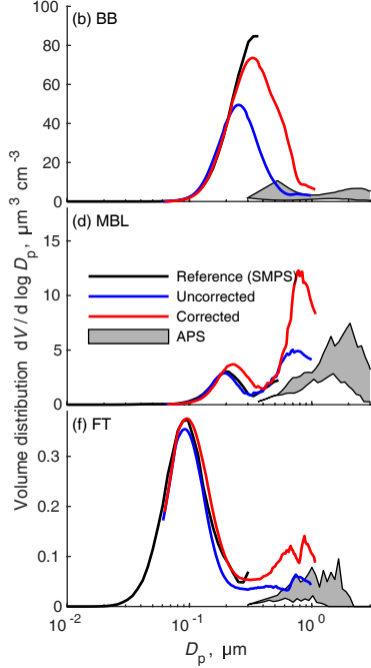 (b) BB
100
80
60
40
20
0
(d) MBL
15
10
5
0
Reference (SMPS)
Uncorrected
Corrected
APS
(f) FT
0.3
0.2
0.1
0
10⁻² 10⁻¹ 10⁰
Dₚ, μm
Volume distribution dV / d log Dₚ, μm³ cm⁻³